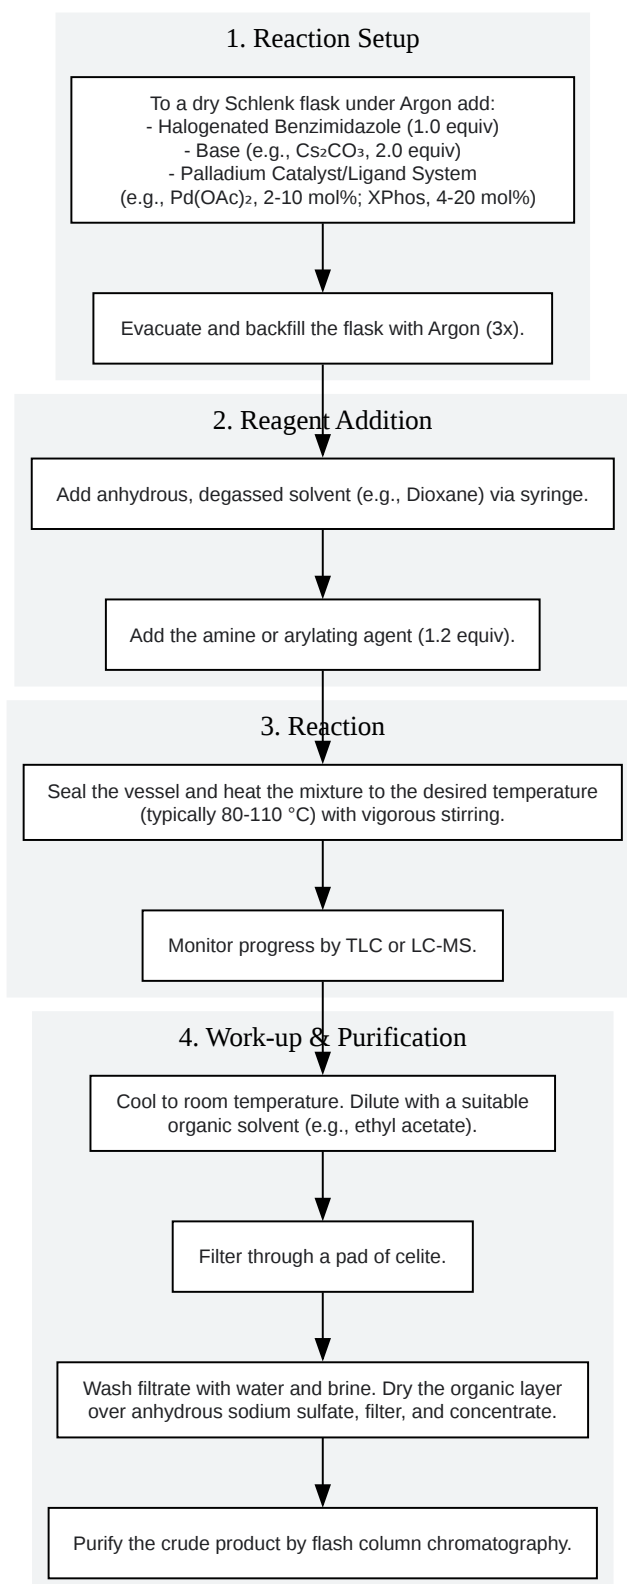 1. Reaction Setup
To a dry Schlenk flask under Argon add:
- Halogenated Benzimidazole (1.0 equiv)
- Base (e.g., Cs₂CO₃, 2.0 equiv)
- Palladium Catalyst/Ligand System
(e.g., Pd(OAc)₂, 2-10 mol%; XPhos, 4-20 mol%)
Evacuate and backfill the flask with Argon (3x).
2. Reagent Addition
Add anhydrous, degassed solvent (e.g., Dioxane) via syringe.
Add the amine or arylating agent (1.2 equiv).
3. Reaction
Seal the vessel and heat the mixture to the desired temperature
(typically 80-110 °C) with vigorous stirring.
Monitor progress by TLC or LC-MS.
4. Work-up & Purification
Cool to room temperature. Dilute with a suitable
organic solvent (e.g., ethyl acetate).
Filter through a pad of celite.
Wash filtrate with water and brine. Dry the organic layer
over anhydrous sodium sulfate, filter, and concentrate.
Purify the crude product by flash column chromatography.